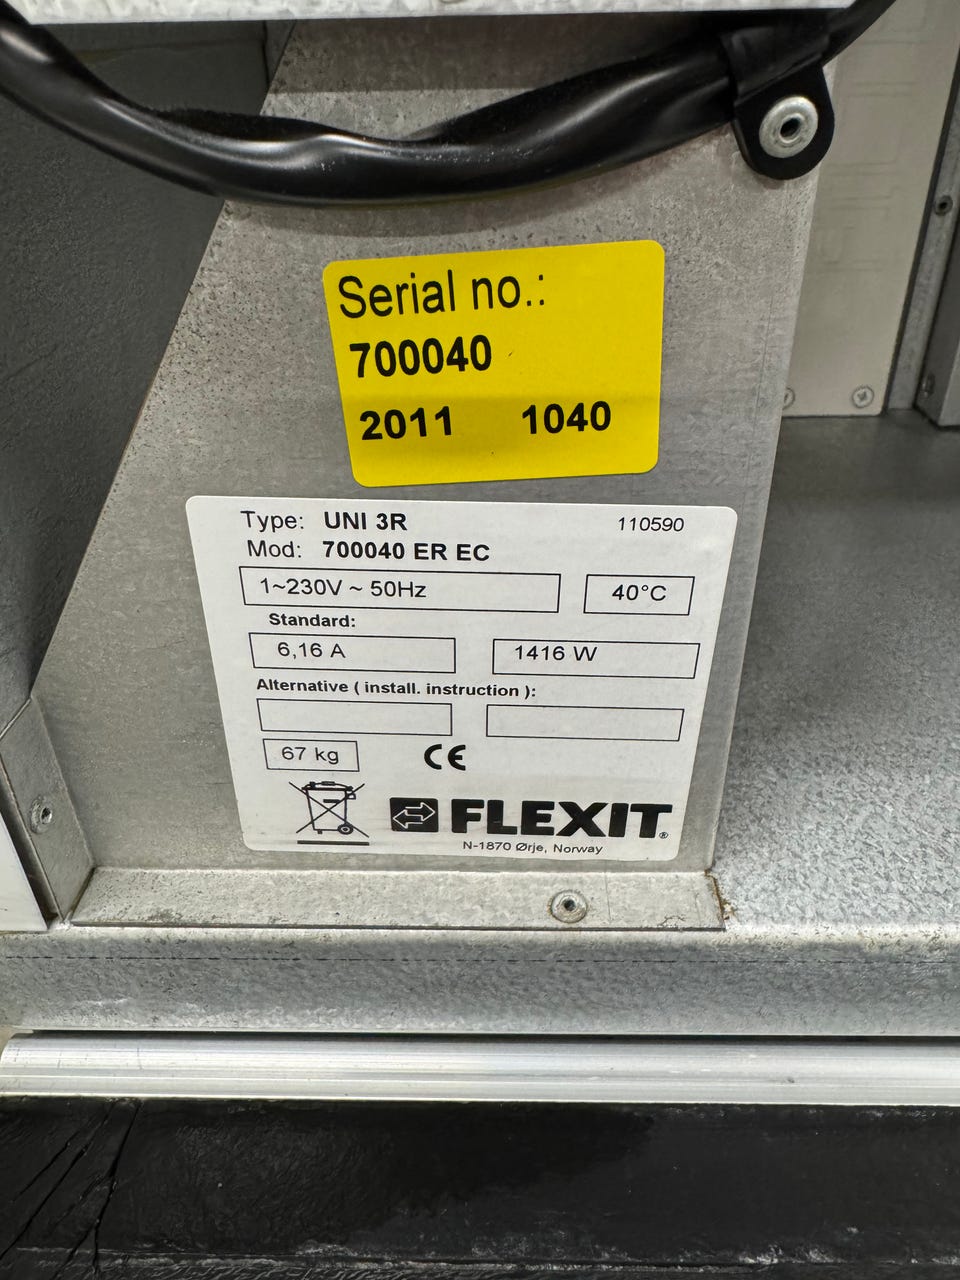 Serial no.:
700040
2011 1040
Type: UNI 3R 110590
Mod: 700040 ER EC
1~230V ~ 50Hz 40°C
Standard:
6,16 A 1416 W
Alternative ( install. instruction ):
67 kg CE
FLEXIT®
N-1870 Ørje, Norway